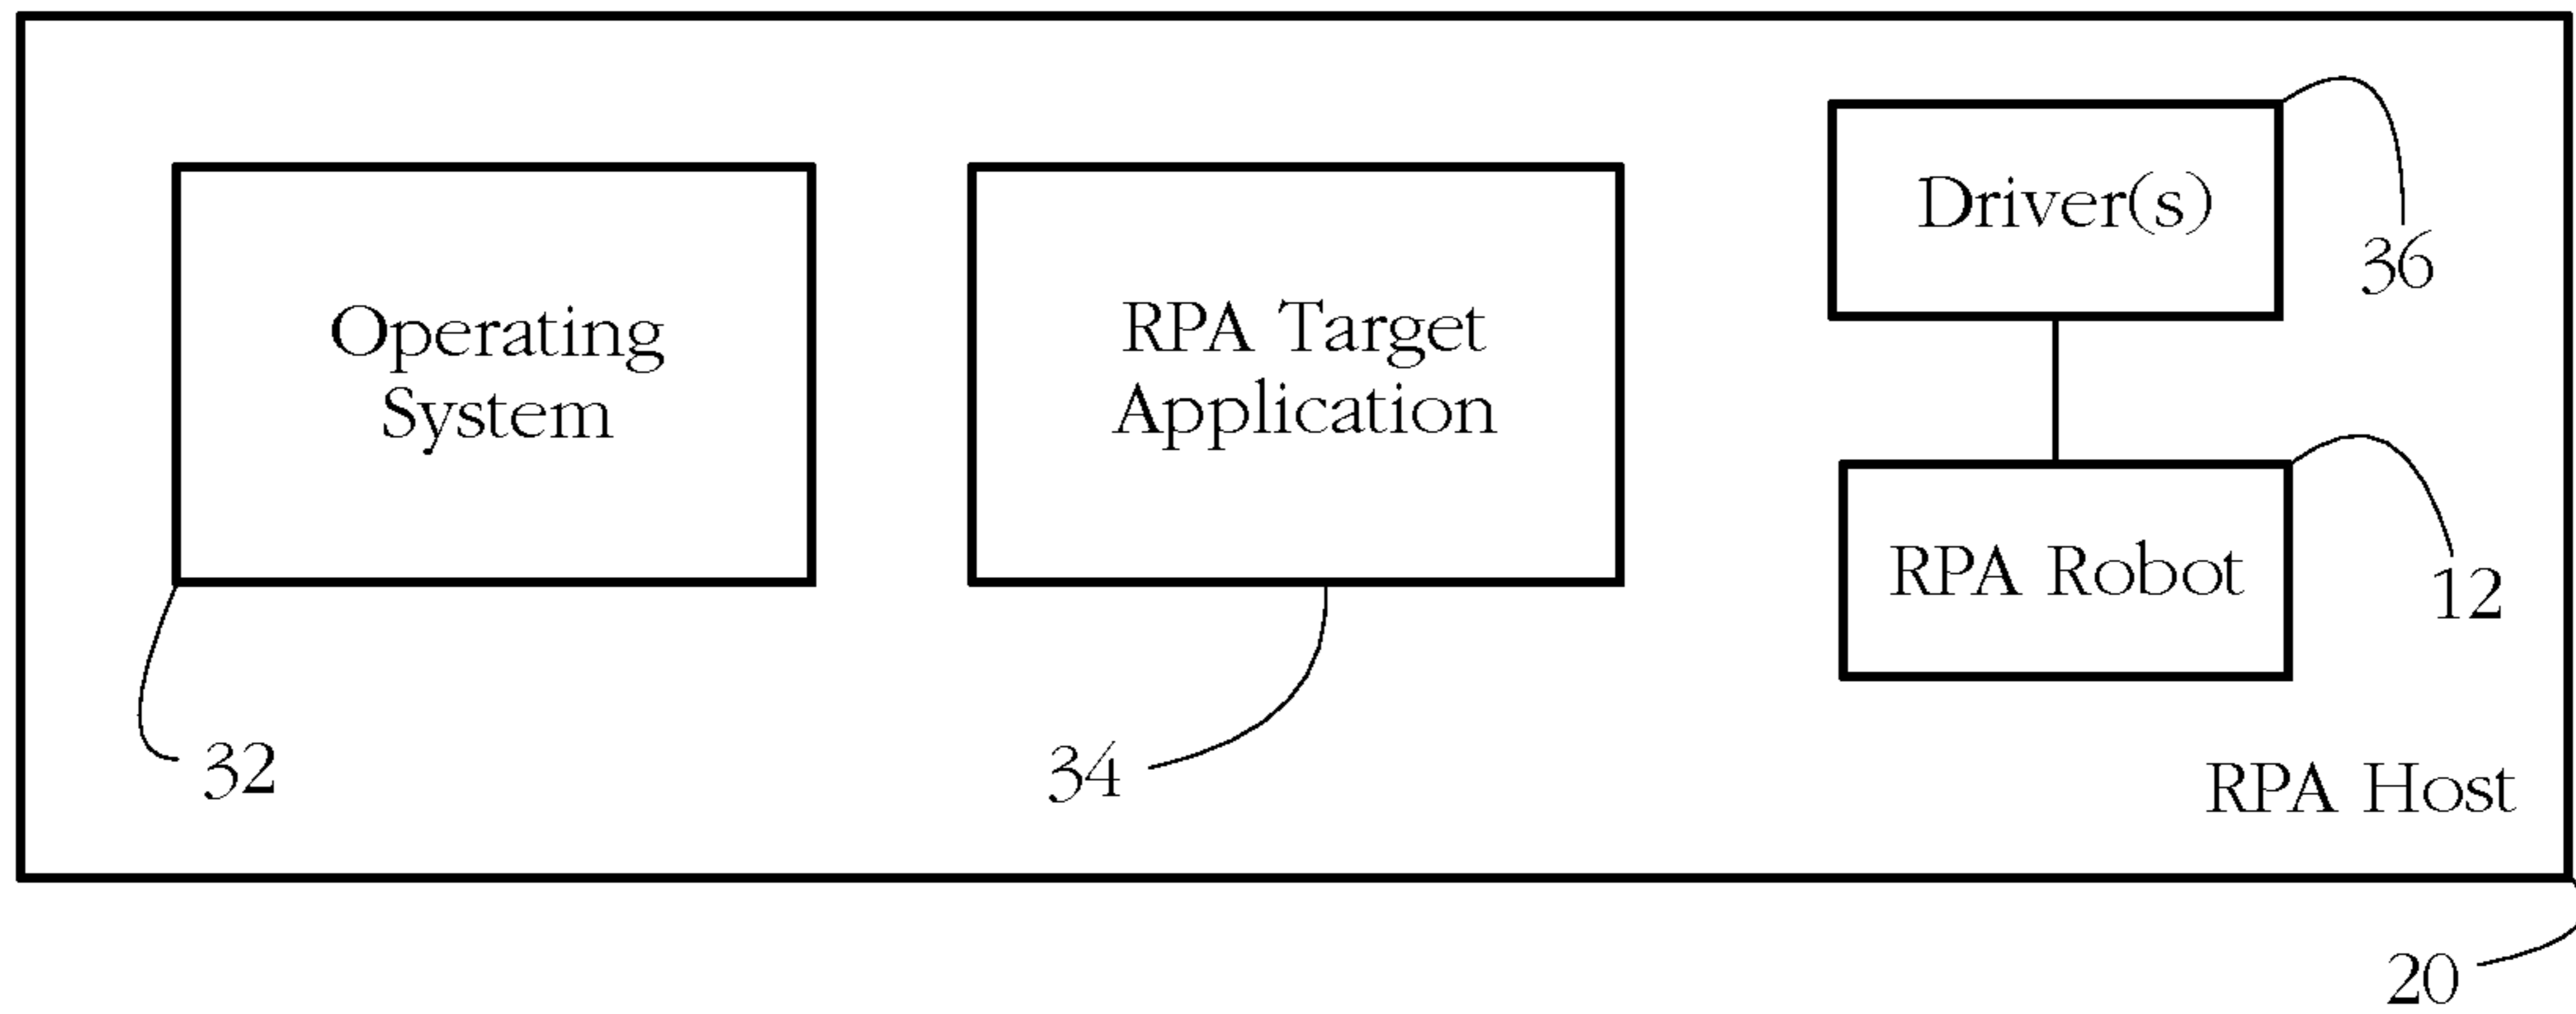 Operating
System
32
RPA Target
Application
34
Driver(s)
36
RPA Robot
12
RPA Host
20